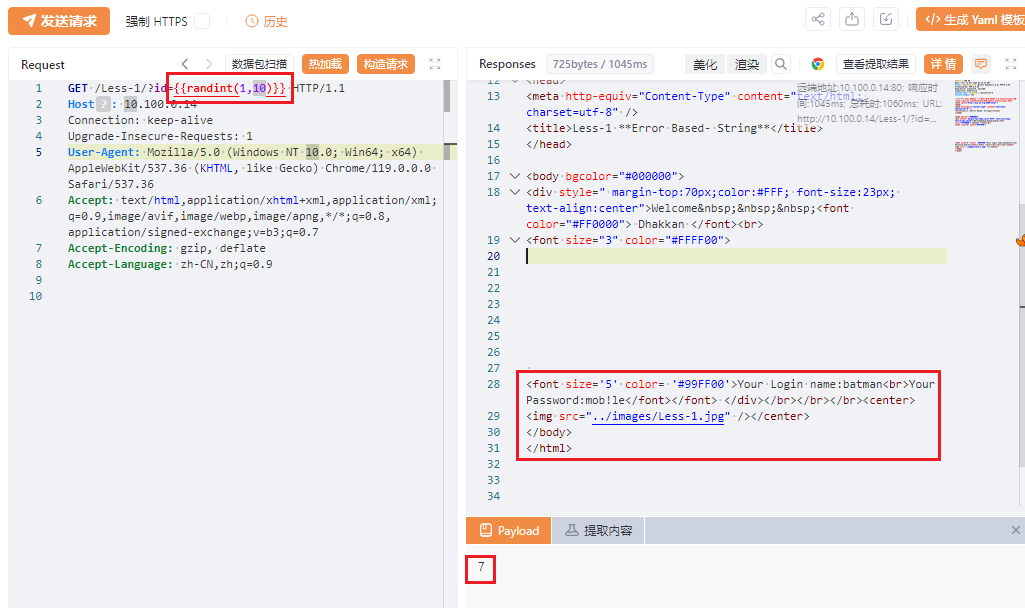 发送请求 强制 HTTPS 历史 生成 Yaml 模板
Request 数据包扫描 热加载 构造请求
1 GET /Less-1/?id={{randint(1,10)}} HTTP/1.1
2 Host ? : 10.100.0.14
3 Connection: keep-alive
4 Upgrade-Insecure-Requests: 1
5 User-Agent: Mozilla/5.0 (Windows NT 10.0; Win64; x64)
AppleWebKit/537.36 (KHTML, like Gecko) Chrome/119.0.0.0
Safari/537.36
6 Accept: text/html,application/xhtml+xml,application/xml;
q=0.9,image/avif,image/webp,image/apng,*/*;q=0.8,
application/signed-exchange;v=b3;q=0.7
7 Accept-Encoding: gzip, deflate
8 Accept-Language: zh-CN,zh;q=0.9
9
10
Responses 725bytes / 1045ms 美化 渲染 查看提取结果 详情
12 <head>
13 <meta http-equiv="Content-Type" content="text/html;
charset=utf-8" />
14 <title>Less-1 **Error Based- String**</title>
15 </head>
16
17 <body bgcolor="#000000">
18 <div style=" margin-top:70px;color:#FFF; font-size:23px;
text-align:center">Welcome&nbsp;&nbsp;&nbsp;<font
color="#FF0000"> Dhakkan </font><br>
19 <font size="3" color="#FFFF00">
20
21
22
23
24
25
26
27
28 <font size='5' color= '#99FF00'>Your Login name:batman<br>Your
Password:mob!le</font></font> </div></br></br></br><center>
29 <img src="../images/Less-1.jpg" /></center>
30 </body>
31 </html>
32
33
34
远端地址:10.100.0.14:80; 响应时
间:1045ms; 总耗时:1060ms; URL:
http://10.100.0.14/Less-1/?id=...
Payload 提取内容
7